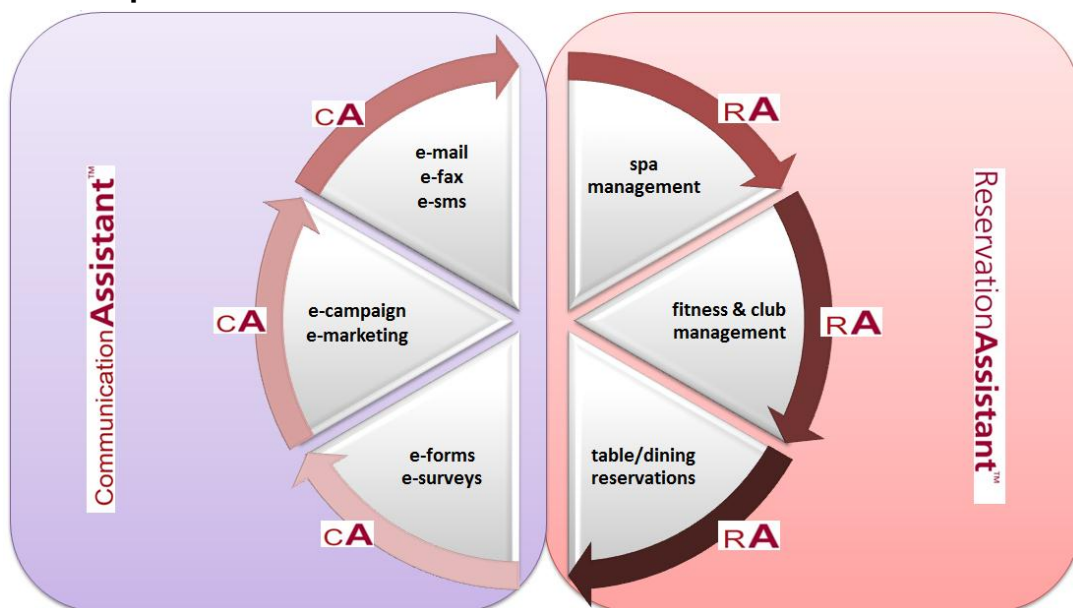 CommunicationAssistant™
CA
e-mail
e-fax
e-sms
CA
e-campaign
e-marketing
CA
e-forms
e-surveys
RA
spa
management
RA
fitness & club
management
RA
table/dining
reservations
ReservationAssistant™